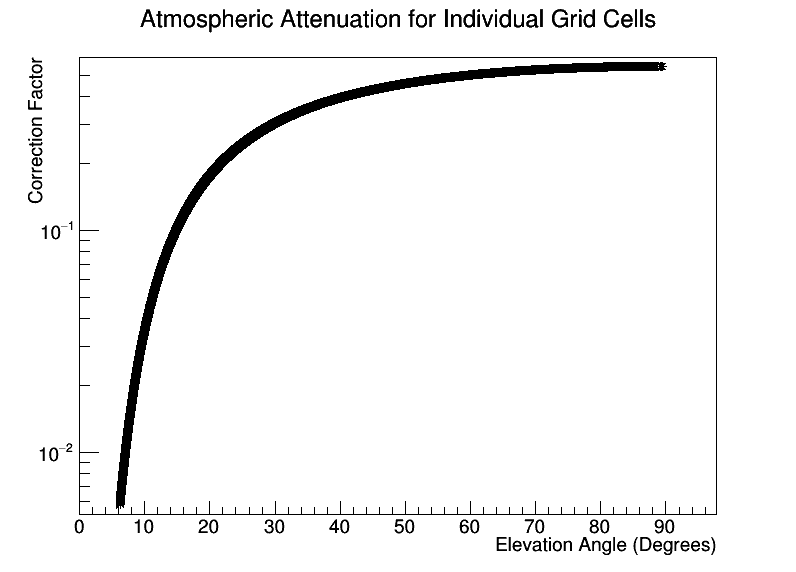 Atmospheric Attenuation for Individual Grid Cells
Correction Factor
10⁻¹
10⁻²
0 10 20 30 40 50 60 70 80 90
Elevation Angle (Degrees)